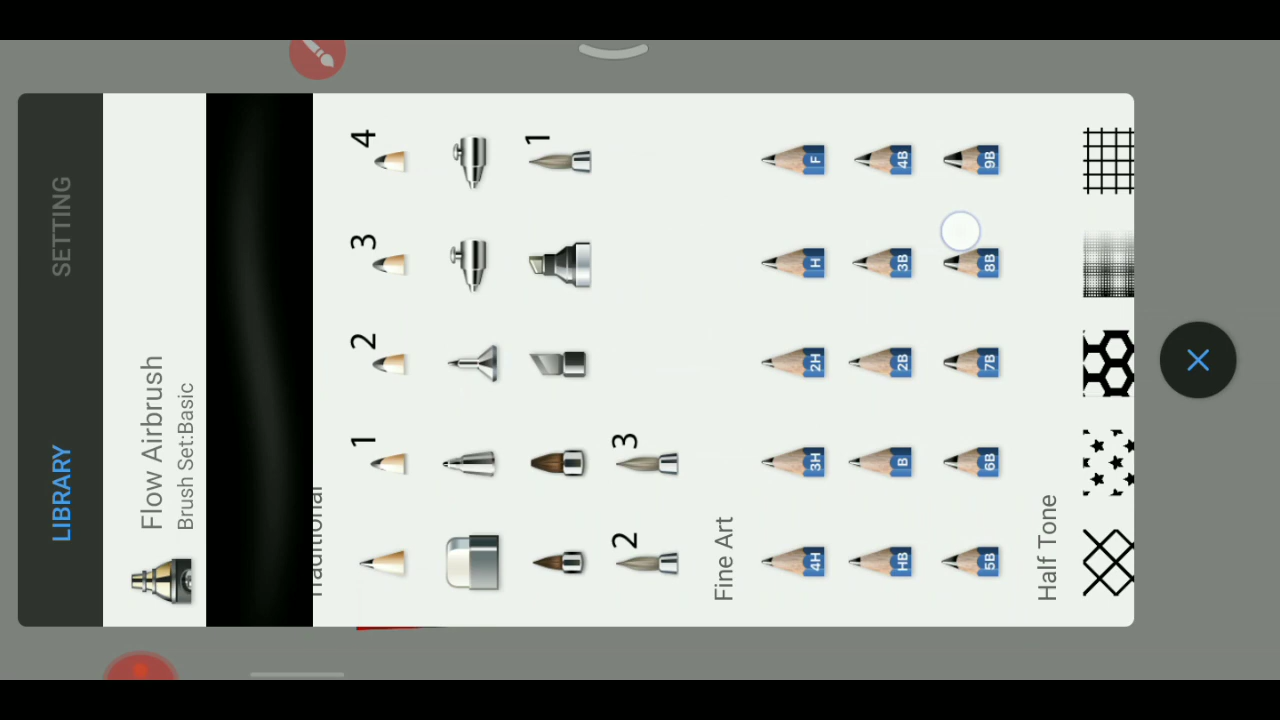 LIBRARY SETTING
Flow Airbrush
Brush Set:Basic
Traditional
1 2 3 4
1
2 3
Fine Art
4H 3H 2H H F
HB B 2B 3B 4B
5B 6B 7B 8B 9B
Half Tone